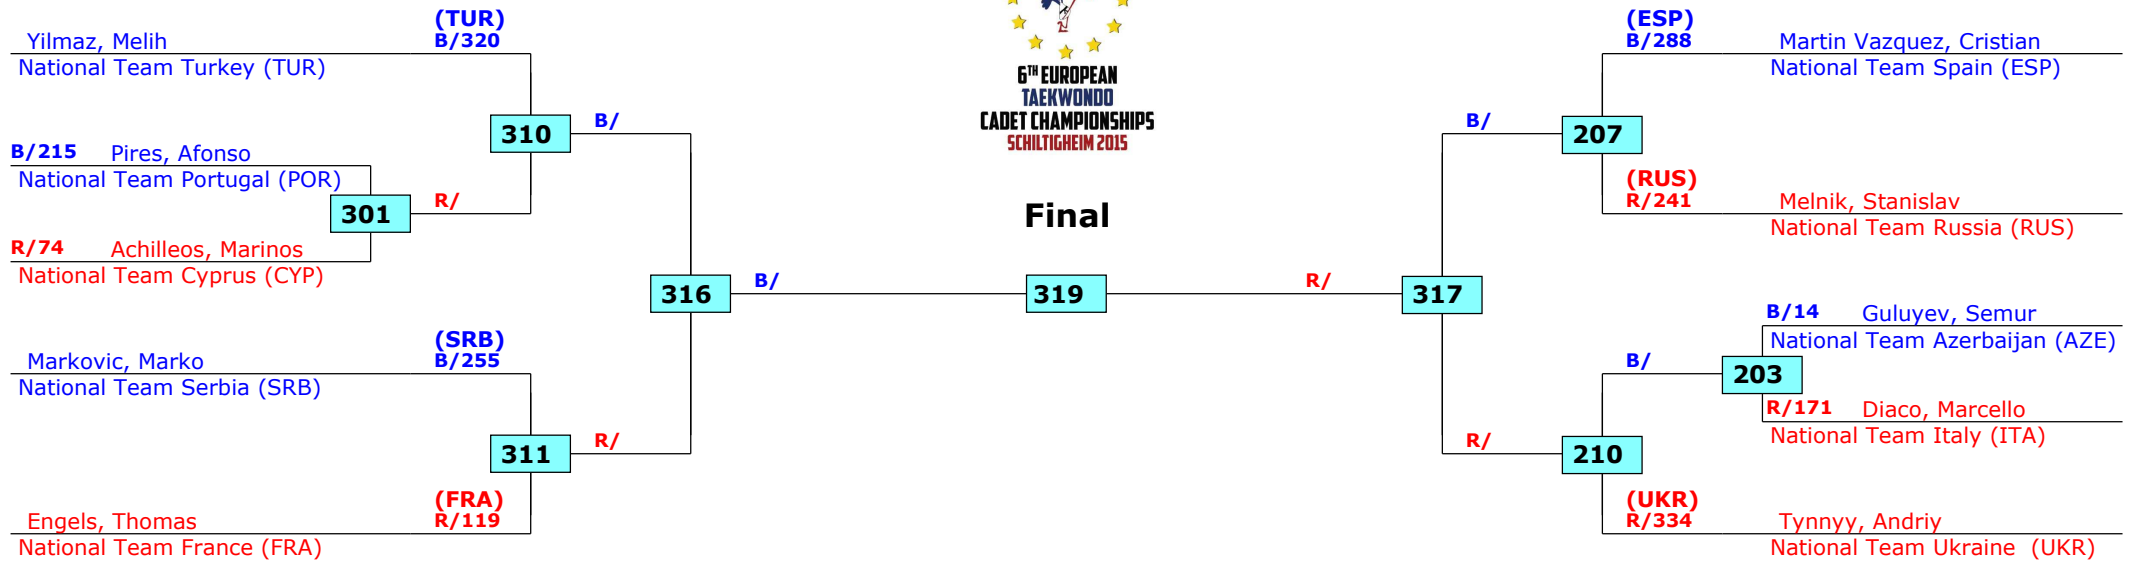 (TUR)
Yilmaz, Melih B/320
National Team Turkey (TUR)
310
B/
B/215 Pires, Afonso
National Team Portugal (POR)
301
R/
R/74 Achilleos, Marinos
National Team Cyprus (CYP)
316
B/
(SRB)
Markovic, Marko B/255
National Team Serbia (SRB)
311
R/
(FRA)
Engels, Thomas R/119
National Team France (FRA)
6TH EUROPEAN
TAEKWONDO
CADET CHAMPIONSHIPS
SCHILTIGHEIM 2015
Final
319
(ESP)
B/288 Martin Vazquez, Cristian
National Team Spain (ESP)
B/
207
(RUS)
R/241 Melnik, Stanislav
National Team Russia (RUS)
R/
317
B/14 Guluyev, Semur
National Team Azerbaijan (AZE)
B/
203
R/171 Diaco, Marcello
National Team Italy (ITA)
R/
210
(UKR)
R/334 Tynnyy, Andriy
National Team Ukraine (UKR)